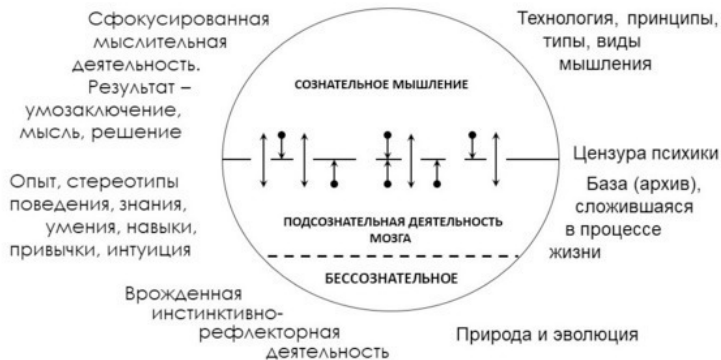 Сфокусированная
мыслительная
деятельность.
Результат –
умозаключение,
мысль, решение
Технология, принципы,
типы, виды
мышления
СОЗНАТЕЛЬНОЕ МЫШЛЕНИЕ
Цензура психики
Опыт, стереотипы
поведения, знания,
умения, навыки,
привычки, интуиция
База (архив),
сложившаяся
в процессе
жизни
ПОДСОЗНАТЕЛЬНАЯ ДЕЯТЕЛЬНОСТЬ
МОЗГА
БЕССОЗНАТЕЛЬНОЕ
Врожденная
инстинктивно-
рефлекторная
деятельность
Природа и эволюция